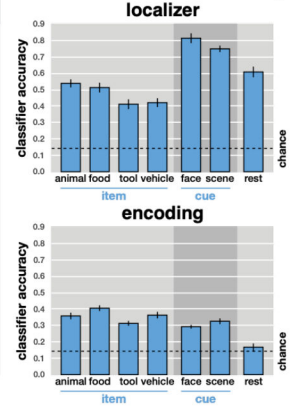 localizer
classifier accuracy
0.9
0.8
0.7
0.6
0.5
0.4
0.3
0.2
0.1
0.0
chance
animal food tool vehicle face scene rest
item cue
encoding
classifier accuracy
0.9
0.8
0.7
0.6
0.5
0.4
0.3
0.2
0.1
0.0
chance
animal food tool vehicle face scene rest
item cue